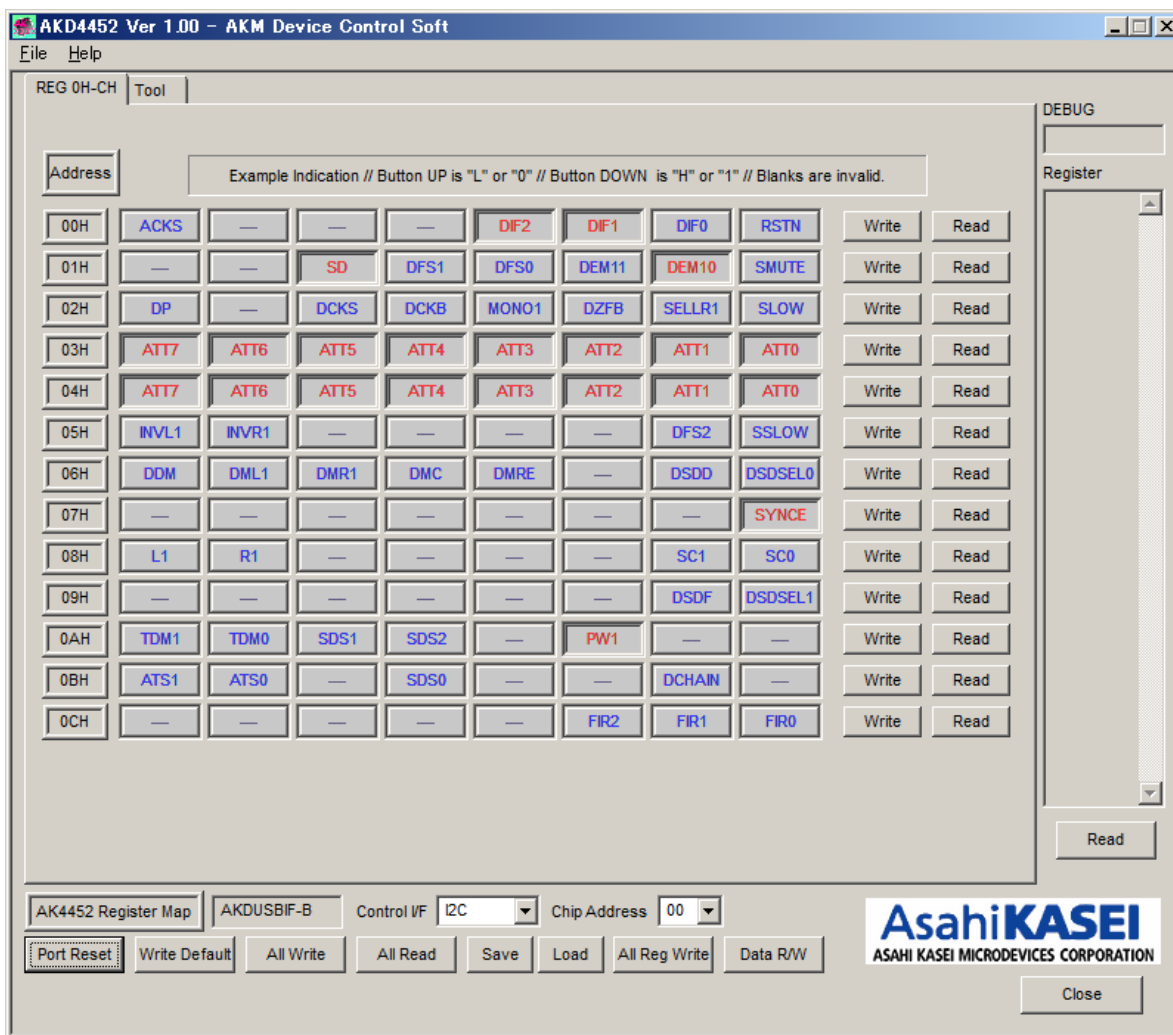 AKD4452 Ver 1.00 - AKM Device Control Soft
File Help
REG 0H-CH Tool
DEBUG
Address Example Indication // Button UP is "L" or "0" // Button DOWN is "H" or "1" // Blanks are invalid. Register
00H ACKS — — — DIF2 DIF1 DIF0 RSTN Write Read
01H — — SD DFS1 DFS0 DEM11 DEM10 SMUTE Write Read
02H DP — DCKS DCKB MONO1 DZFB SELLR1 SLOW Write Read
03H ATT7 ATT6 ATT5 ATT4 ATT3 ATT2 ATT1 ATT0 Write Read
04H ATT7 ATT6 ATT5 ATT4 ATT3 ATT2 ATT1 ATT0 Write Read
05H INVL1 INVR1 — — — — DFS2 SSLOW Write Read
06H DDM DML1 DMR1 DMC DMRE — DSDD DSDSEL0 Write Read
07H — — — — — — — SYNCE Write Read
08H L1 R1 — — — — SC1 SC0 Write Read
09H — — — — — — DSDF DSDSEL1 Write Read
0AH TDM1 TDM0 SDS1 SDS2 — PW1 — — Write Read
0BH ATS1 ATS0 — SDS0 — — DCHAIN — Write Read
0CH — — — — — FIR2 FIR1 FIR0 Write Read
Read
AK4452 Register Map AKDUSBIF-B Control I/F I2C Chip Address 00
Port Reset Write Default All Write All Read Save Load All Reg Write Data R/W
AsahiKASEI
ASAHI KASEI MICRODEVICES CORPORATION
Close